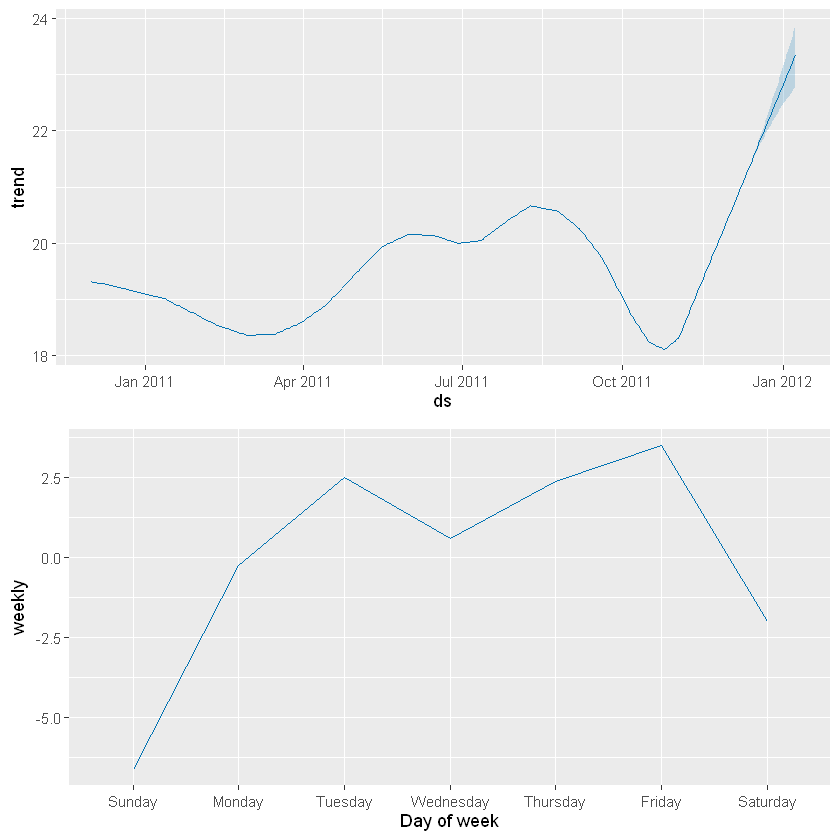 24
22
20
18
trend
Jan 2011 Apr 2011 Jul 2011 Oct 2011 Jan 2012
ds
2.5
0.0
-2.5
-5.0
weekly
Sunday Monday Tuesday Wednesday Thursday Friday Saturday
Day of week